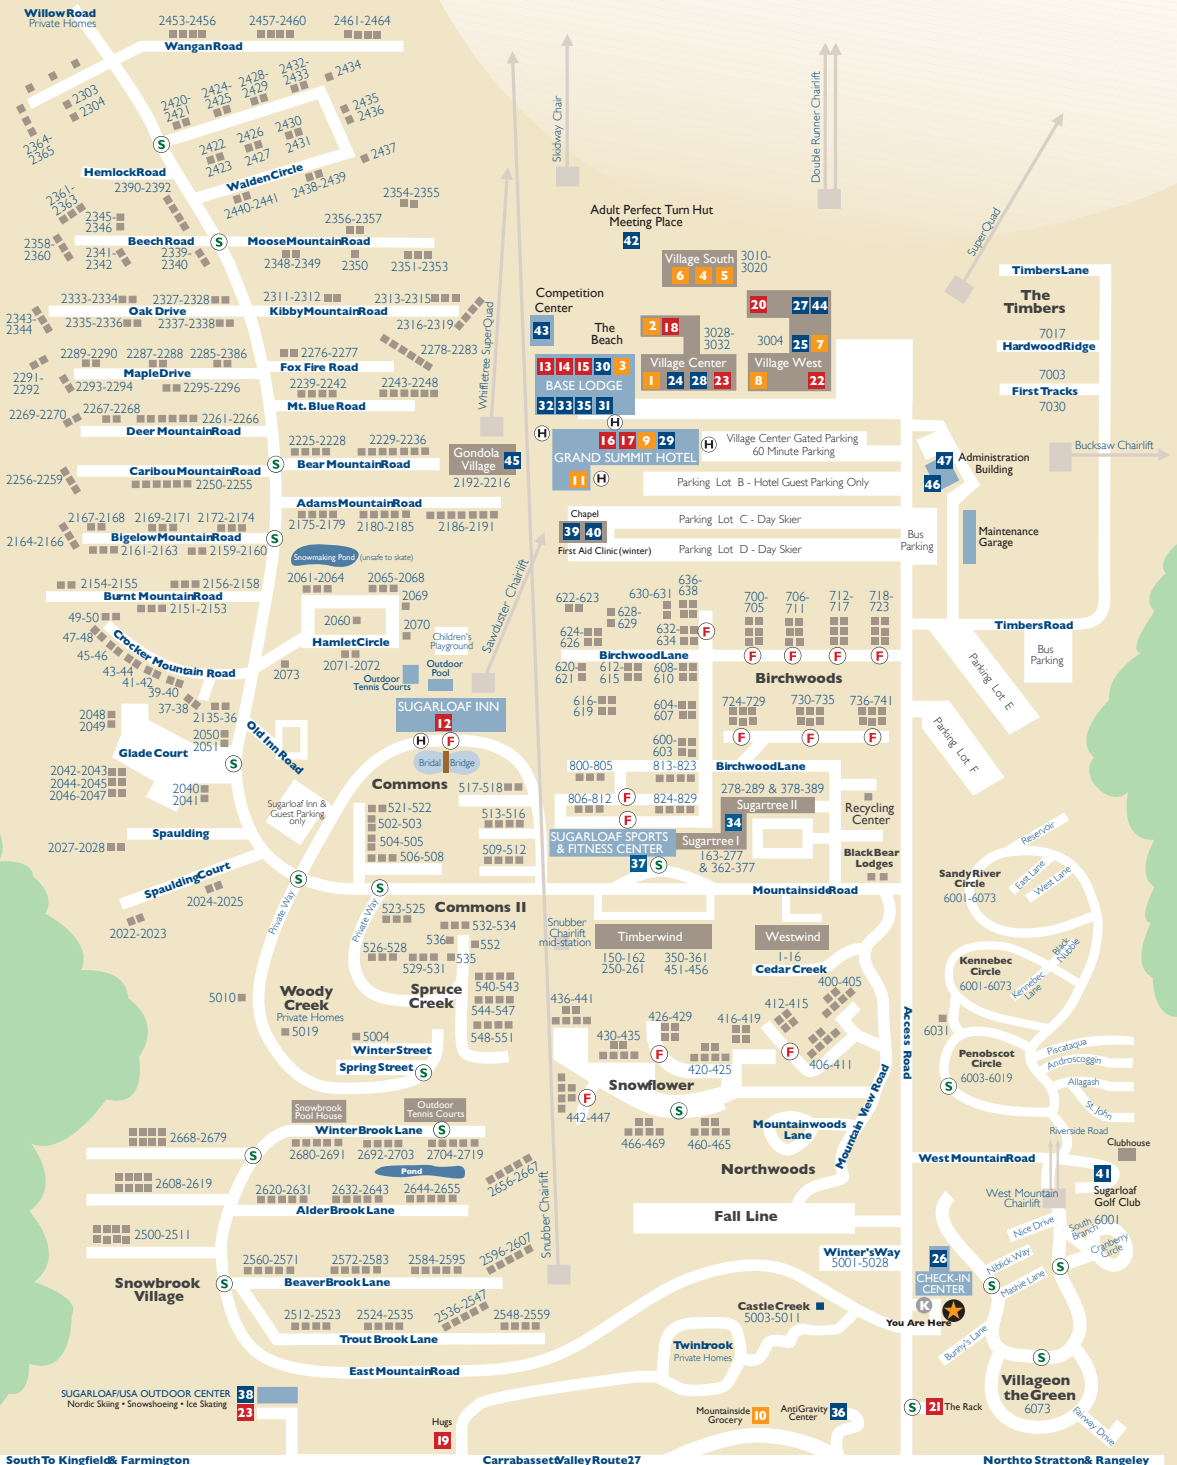 Willow Road
Private Homes
2453-2456
2457-2460
2461-2464
Wangan Road
2303
2304
2364-
2365
2420-
2421
2424-
2425
2428-
2429
2432-
2433
2434
2435
2436
2437
2422
2423
2426
2427
2430
2431
Hemlock Road
2390-2392
Walden Circle
2438-2439
2440-2441
2354-2355
2361-
2363
2345-
2346
2356-2357
2358-
2360
Beech Road
Moose Mountain Road
2341-
2342
2339-
2340
2348-2349
2350
2351-2353
2333-2334
2327-2328
2311-2312
2313-2315
Oak Drive
Kibby Mountain Road
2343-
2344
2335-2336
2337-2338
2316-2319
2289-2290
2287-2288
2285-2386
2276-2277
2278-2283
Maple Drive
Fox Fire Road
2291-
2292
2293-2294
2295-2296
2239-2242
2243-2248
Mt. Blue Road
2269-2270
2267-2268
2261-2266
Deer Mountain Road
2225-2228
2229-2236
Caribou Mountain Road
Bear Mountain Road
2256-2259
2250-2255
Adams Mountain Road
2167-2168
2169-2171
2172-2174
2175-2179
2180-2185
2186-2191
Bigelow Mountain Road
2164-2166
2161-2163
2159-2160
Snowmaking Pond
(unsafe to skate)
2154-2155
2156-2158
2061-2064
2065-2068
Burnt Mountain Road
2151-2153
2069
2060
2070
49-50
47-48
45-46
43-44
41-42
39-40
37-38
Crocker Mountain Road
Hamlet Circle
2071-2072
2073
Children's
Playground
Outdoor
Pool
Outdoor
Tennis Courts
SUGARLOAF INN
12
H
F
Bridal
Bridge
2135-36
2048
2049
2050
2051
Old Inn Road
Glade Court
2042-2043
2044-2045
2046-2047
2040
2041
Commons
517-518
Sugarloaf Inn &
Guest Parking
only
521-522
502-503
504-505
506-508
513-516
509-512
Spaulding
2027-2028
Spaulding Court
2024-2025
2022-2023
Private Way
Private Way
523-525
Commons II
532-534
536
552
526-528
535
529-531
Woody
Creek
Private Homes
5010
5019
5004
Spruce
Creek
540-543
544-547
548-551
Winter Street
Spring Street
Snowbrook
Pool House
Outdoor
Tennis Courts
2668-2679
Winter Brook Lane
2680-2691
2692-2703
2704-2719
Pond
2656-2667
2608-2619
2620-2631
2632-2643
2644-2655
Alder Brook Lane
2500-2511
2560-2571
2572-2583
2584-2595
2596-2607
Snowbrook
Village
Beaver Brook Lane
2512-2523
2524-2535
2536-2547
2548-2559
Trout Brook Lane
East Mountain Road
SUGARLOAF/USA OUTDOOR CENTER
Nordic Skiing • Snowshoeing • Ice Skating
38
23
Hugs
19
South To Kingfield & Farmington
Carrabassett Valley Route 27
North to Stratton & Rangeley
Skidway Chair
Double Runner Chairlift
SuperQuad
Whiffletree SuperQuad
Adult Perfect Turn Hut
Meeting Place
42
Village South
6 4 5
3010-
3020
Competition
Center
43
The
Beach
2 18
3028-
3032
20
27 44
3004
25 7
13 14 15 30 3
BASE LODGE
32 33 35 31
Village Center
1 24 28 23
Village West
8
22
H
H
16 17 9 29
GRAND SUMMIT HOTEL
11
H
H
Gondola
Village
45
2192-2216
Village Center Gated Parking
60 Minute Parking
Parking Lot B - Hotel Guest Parking Only
Parking Lot C - Day Skier
Parking Lot D - Day Skier
Chapel
39 40
First Aid Clinic (winter)
Bus
Parking
47
46
Administration
Building
Maintenance
Garage
Bucksaw Chairlift
Timbers Lane
The
Timbers
7017
Hardwood Ridge
7003
First Tracks
7030
Timbers Road
Bus
Parking
Parking Lot E
Parking Lot F
Sawduster Chairlift
622-623
630-631
636-
638
628-
629
624-
626
632-
634
700-
705
706-
711
712-
717
718-
723
Birchwood Lane
620-
621
612-
615
608-
610
Birchwoods
616-
619
604-
607
724-729
730-735
736-741
600-
603
800-805
813-823
Birchwood Lane
806-812
824-829
278-289 & 378-389
Sugartree II
34
Sugartree I
163-277
& 362-377
SUGARLOAF SPORTS
& FITNESS CENTER
37
Recycling
Center
Black Bear
Lodges
Mountainside Road
Snubber
Chairlift
mid-station
Timberwind
150-162
250-261
350-361
451-456
Westwind
1-16
Cedar Creek
400-405
412-415
436-441
426-429
416-419
430-435
420-425
406-411
Snowflower
442-447
466-469
460-465
Mountainwoods
Lane
Northwoods
Mountain View Road
Access Road
Snubber Chairlift
Fall Line
Winter's Way
5001-5028
26
CHECK-IN
CENTER
K
You Are Here
Castle Creek
5003-5011
Twinbrook
Private Homes
Mountainside
Grocery
10
AntiGravity
Center
36
21
The Rack
Reservoir
East Lane
West Lane
Sandy River
Circle
6001-6073
Black
Nubble
Kennebec
Circle
6001-6073
Kennebec
Lane
6031
Penobscot
Circle
6003-6019
Piscataqua
Androscoggin
Allagash
St. John
Riverside Road
Clubhouse
West Mountain Road
41
Sugarloaf
Golf Club
West Mountain
Chairlift
6001
South
Branch
Nice Drive
Cranberry
Circle
Niblick Way
Mashie Lane
Bunny's Lane
Village on
the Green
6073
Fairway Drive